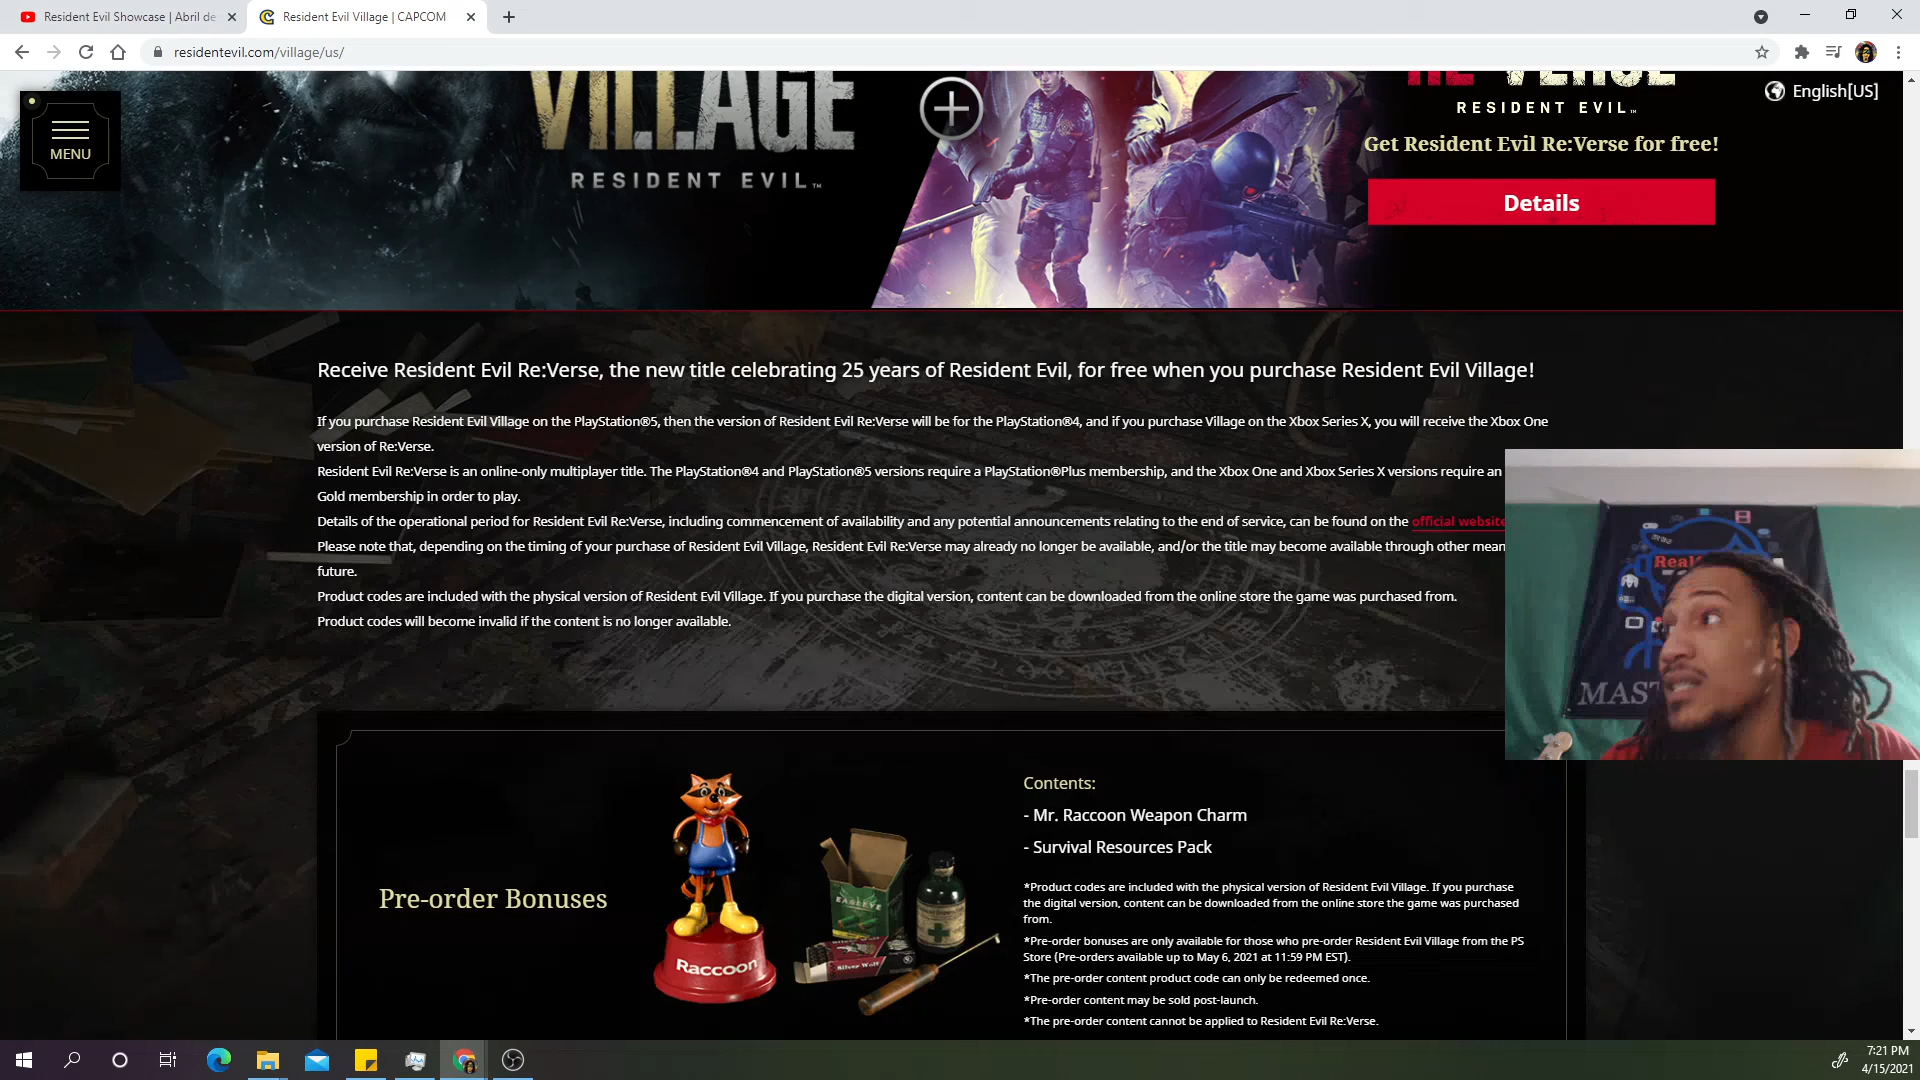 Resident Evil Showcase | Abril de
Resident Evil Village | CAPCOM
residentevil.com/village/us/
MENU
VILLAGE
RESIDENT EVIL™
RE VERSE
RESIDENT EVIL™
Get Resident Evil Re:Verse for free!
Details
English[US]
Receive Resident Evil Re:Verse, the new title celebrating 25 years of Resident Evil, for free when you purchase Resident Evil Village!
If you purchase Resident Evil Village on the PlayStation®5, then the version of Resident Evil Re:Verse will be for the PlayStation®4, and if you purchase Village on the Xbox Series X, you will receive the Xbox One
version of Re:Verse.
Resident Evil Re:Verse is an online-only multiplayer title. The PlayStation®4 and PlayStation®5 versions require a PlayStation®Plus membership, and the Xbox One and Xbox Series X versions require an
Gold membership in order to play.
Details of the operational period for Resident Evil Re:Verse, including commencement of availability and any potential announcements relating to the end of service, can be found on the official website
Please note that, depending on the timing of your purchase of Resident Evil Village, Resident Evil Re:Verse may already no longer be available, and/or the title may become available through other mean
future.
Product codes are included with the physical version of Resident Evil Village. If you purchase the digital version, content can be downloaded from the online store the game was purchased from.
Product codes will become invalid if the content is no longer available.
Real
MAST
Pre-order Bonuses
EAGLEYE
Silver Wolf
Raccoon
Contents:
- Mr. Raccoon Weapon Charm
- Survival Resources Pack
*Product codes are included with the physical version of Resident Evil Village. If you purchase
the digital version, content can be downloaded from the online store the game was purchased
from.
*Pre-order bonuses are only available for those who pre-order Resident Evil Village from the PS
Store (Pre-orders available up to May 6, 2021 at 11:59 PM EST).
*The pre-order content product code can only be redeemed once.
*Pre-order content may be sold post-launch.
*The pre-order content cannot be applied to Resident Evil Re:Verse.
7:21 PM
4/15/2021